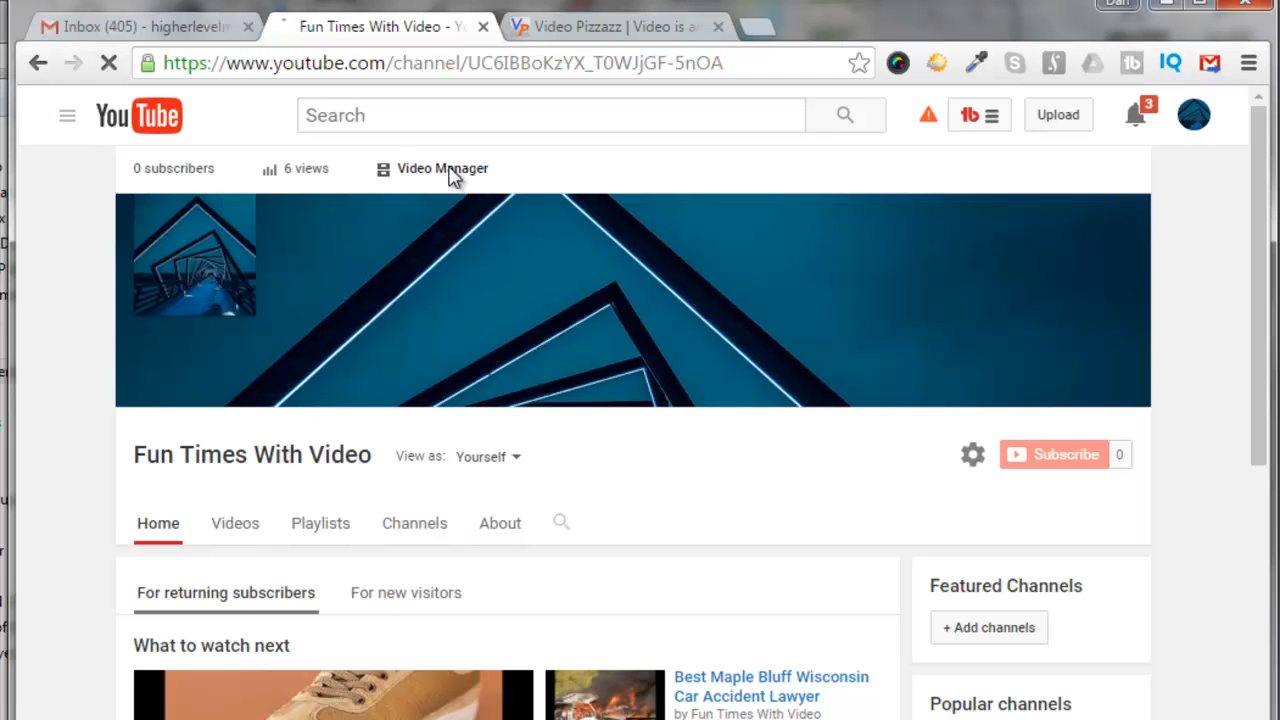 Dan
Inbox (405) - higherlevelm
Fun Times With Video - Y
Video Pizzazz | Video is a
https://www.youtube.com/channel/UC6IBBoKzYX_T0WJjGF-5nOA
IQ
YouTube
Search
tb
Upload
3
0 subscribers
6 views
Video Manager
Fun Times With Video
View as:
Yourself
Subscribe
0
Home
Videos
Playlists
Channels
About
For returning subscribers
For new visitors
What to watch next
Best Maple Bluff Wisconsin
Car Accident Lawyer
by Fun Times With Video
Featured Channels
+ Add channels
Popular channels